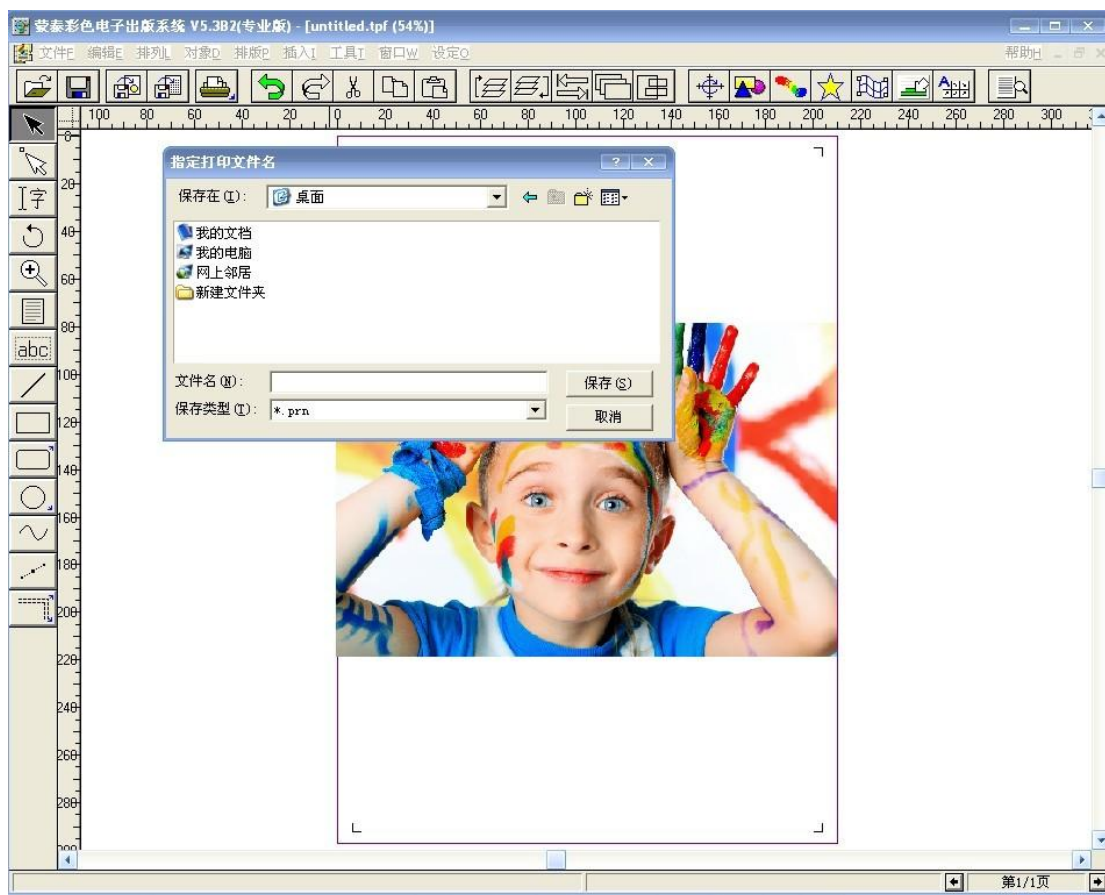 蒙泰彩色电子出版系统 V5.3B2(专业版) - [untitled.tpf (54%)]
文件F 编辑E 排列L 对象D 排版P 插入I 工具T 窗口W 设定O 帮助H
100 80 60 40 20 0 20 40 60 80 100 120 140 160 180 200 220 240 260 280 300
指定打印文件名
保存在(I): 桌面
我的文档
我的电脑
网上邻居
新建文件夹
文件名(N): 保存(S)
保存类型(T): *.prn 取消
字
abc
0
20
40
60
80
100
120
140
160
180
200
220
240
260
280
300
第1/1页